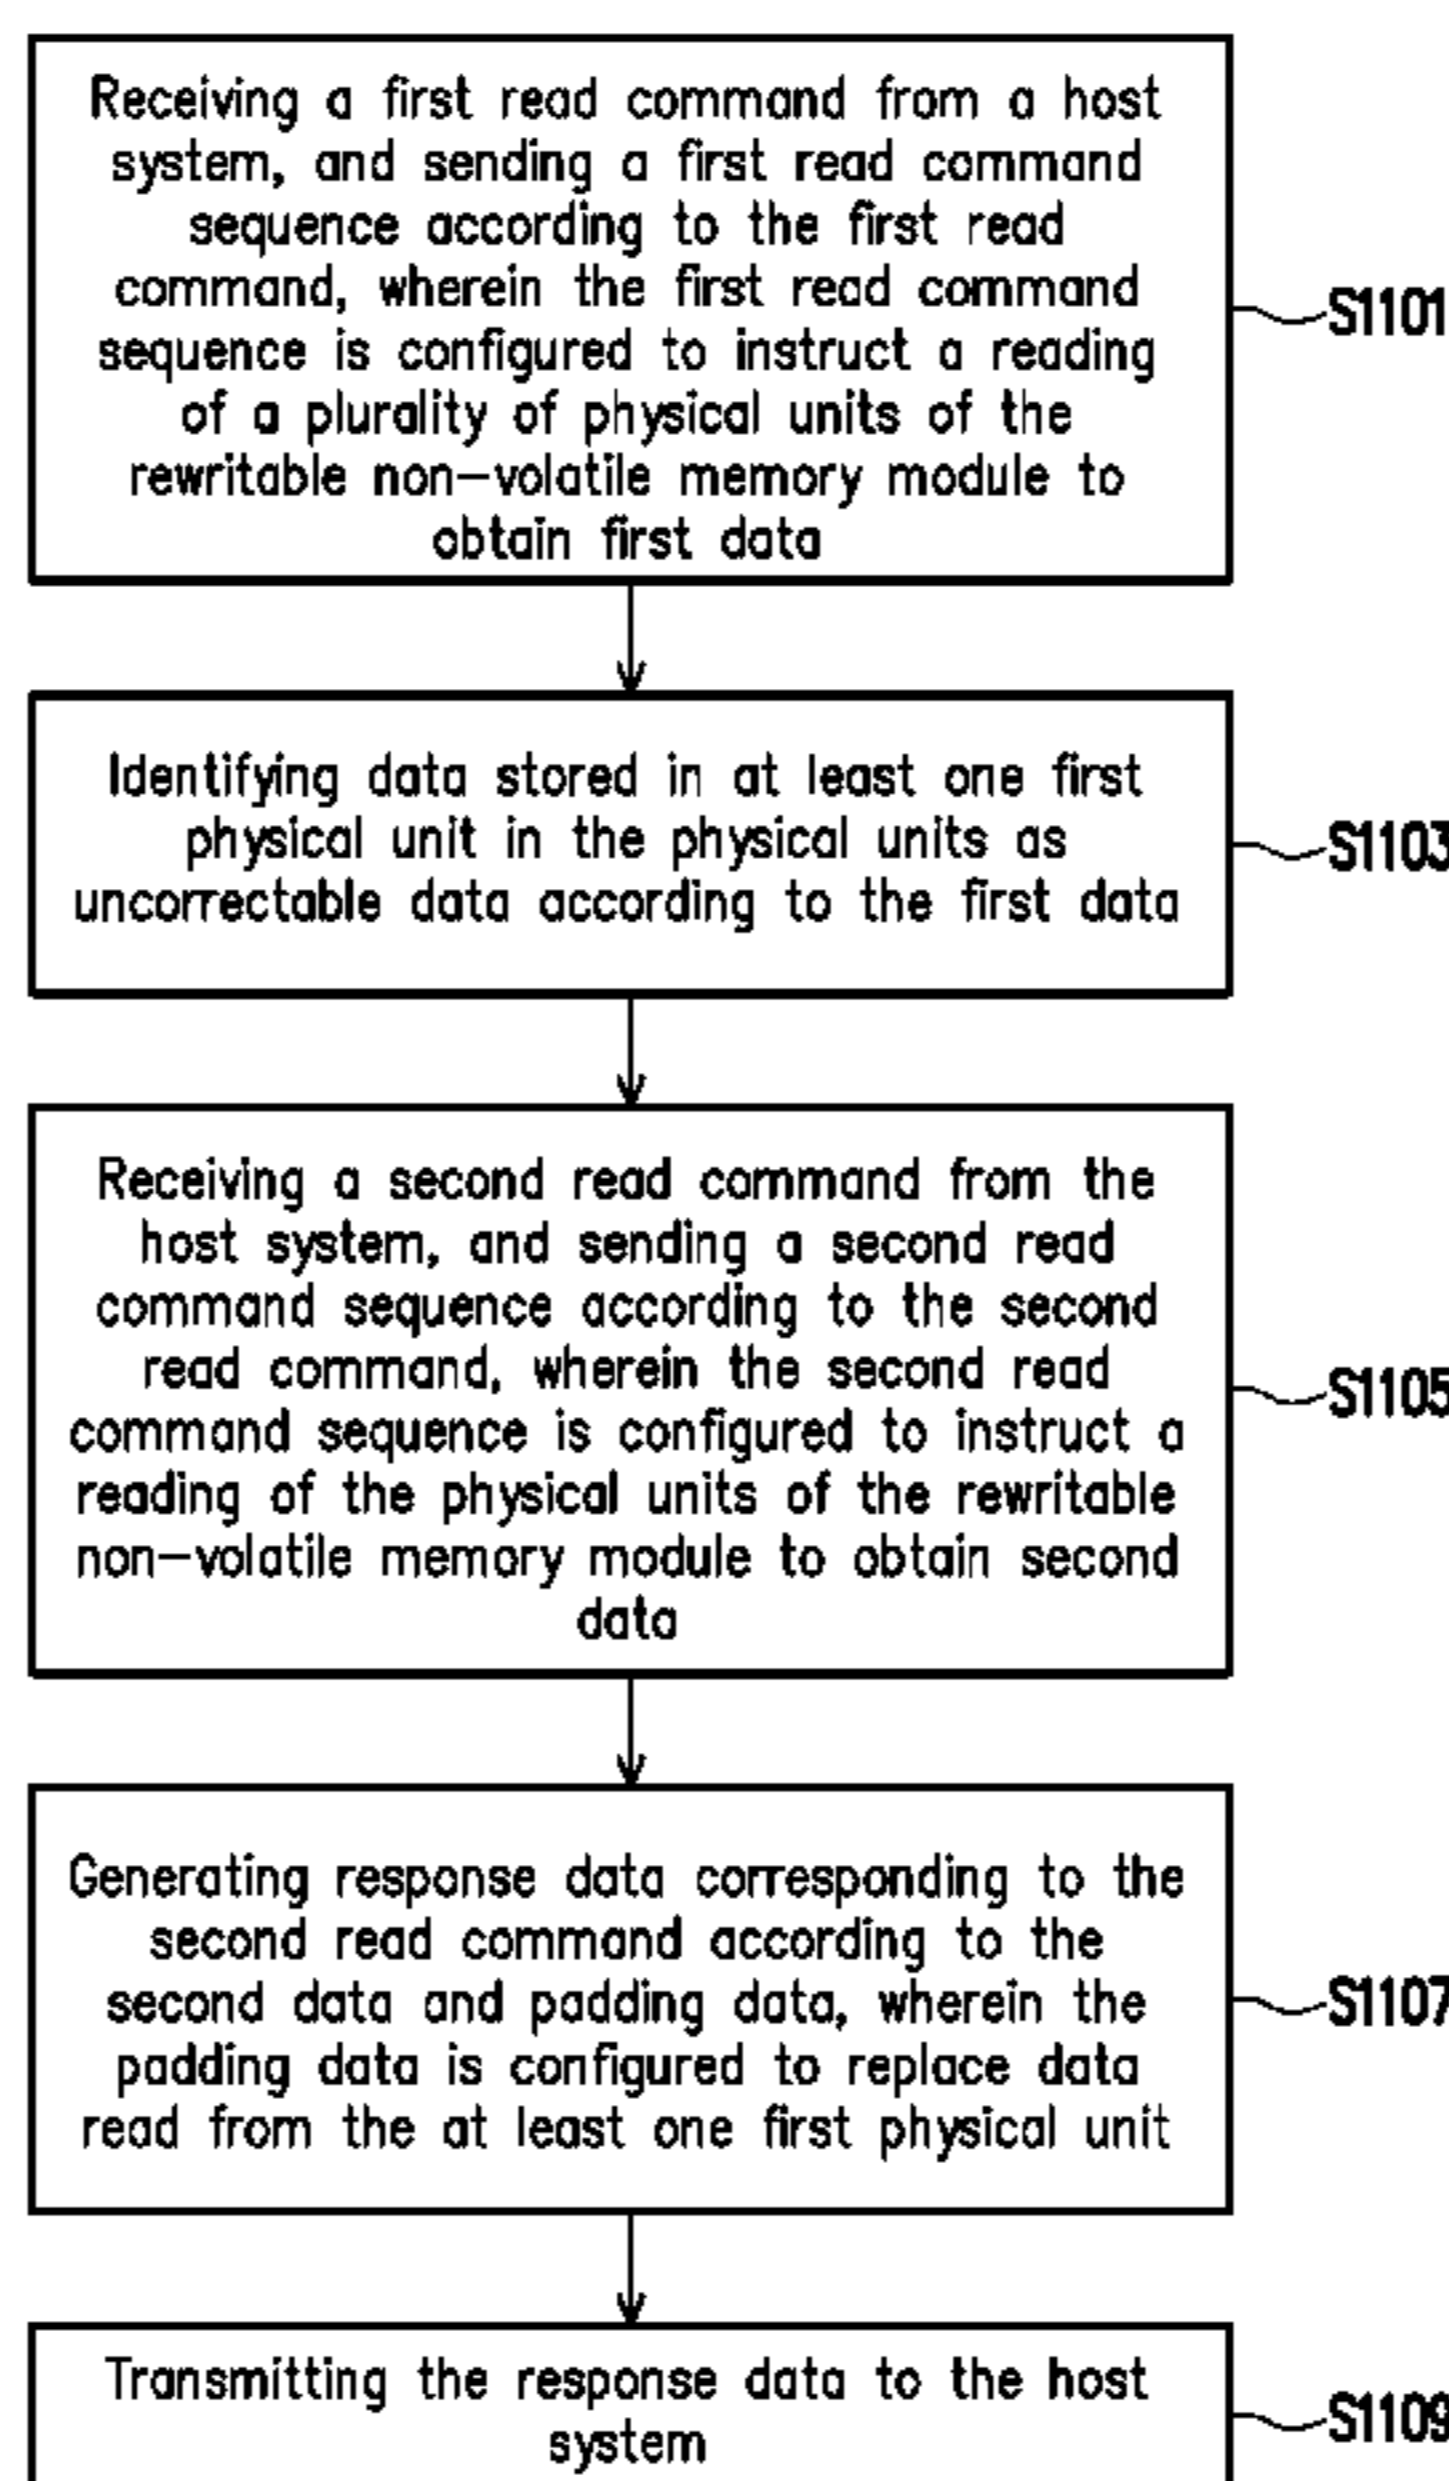 Receiving a first read command from a host
system, and sending a first read command
sequence according to the first read
command, wherein the first read command
sequence is configured to instruct a reading
of a plurality of physical units of the
rewritable non-volatile memory module to
obtain first data
S1101
Identifying data stored in at least one first
physical unit in the physical units as
uncorrectable data according to the first data
S1103
Receiving a second read command from the
host system, and sending a second read
command sequence according to the second
read command, wherein the second read
command sequence is configured to instruct a
reading of the physical units of the rewritable
non-volatile memory module to obtain second
data
S1105
Generating response data corresponding to the
second read command according to the
second data and padding data, wherein the
padding data is configured to replace data
read from the at least one first physical unit
S1107
Transmitting the response data to the host
system
S1109